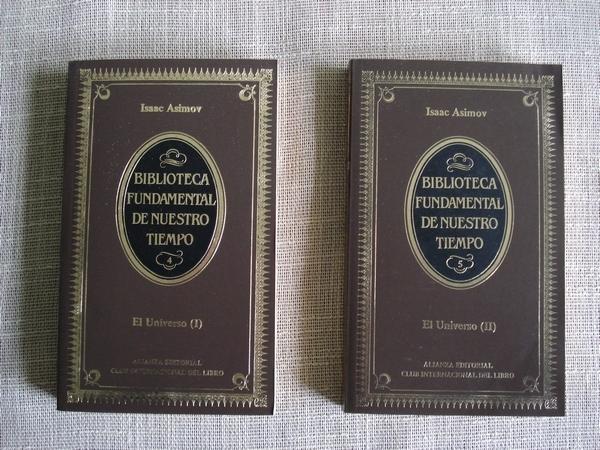 Isaac Asimov
BIBLIOTECA
FUNDAMENTAL
DE NUESTRO
TIEMPO
4
El Universo (I)
ALIANZA EDITORIAL
CLUB INTERNACIONAL DEL LIBRO
Isaac Asimov
BIBLIOTECA
FUNDAMENTAL
DE NUESTRO
TIEMPO
5
El Universo (II)
ALIANZA EDITORIAL
CLUB INTERNACIONAL DEL LIBRO